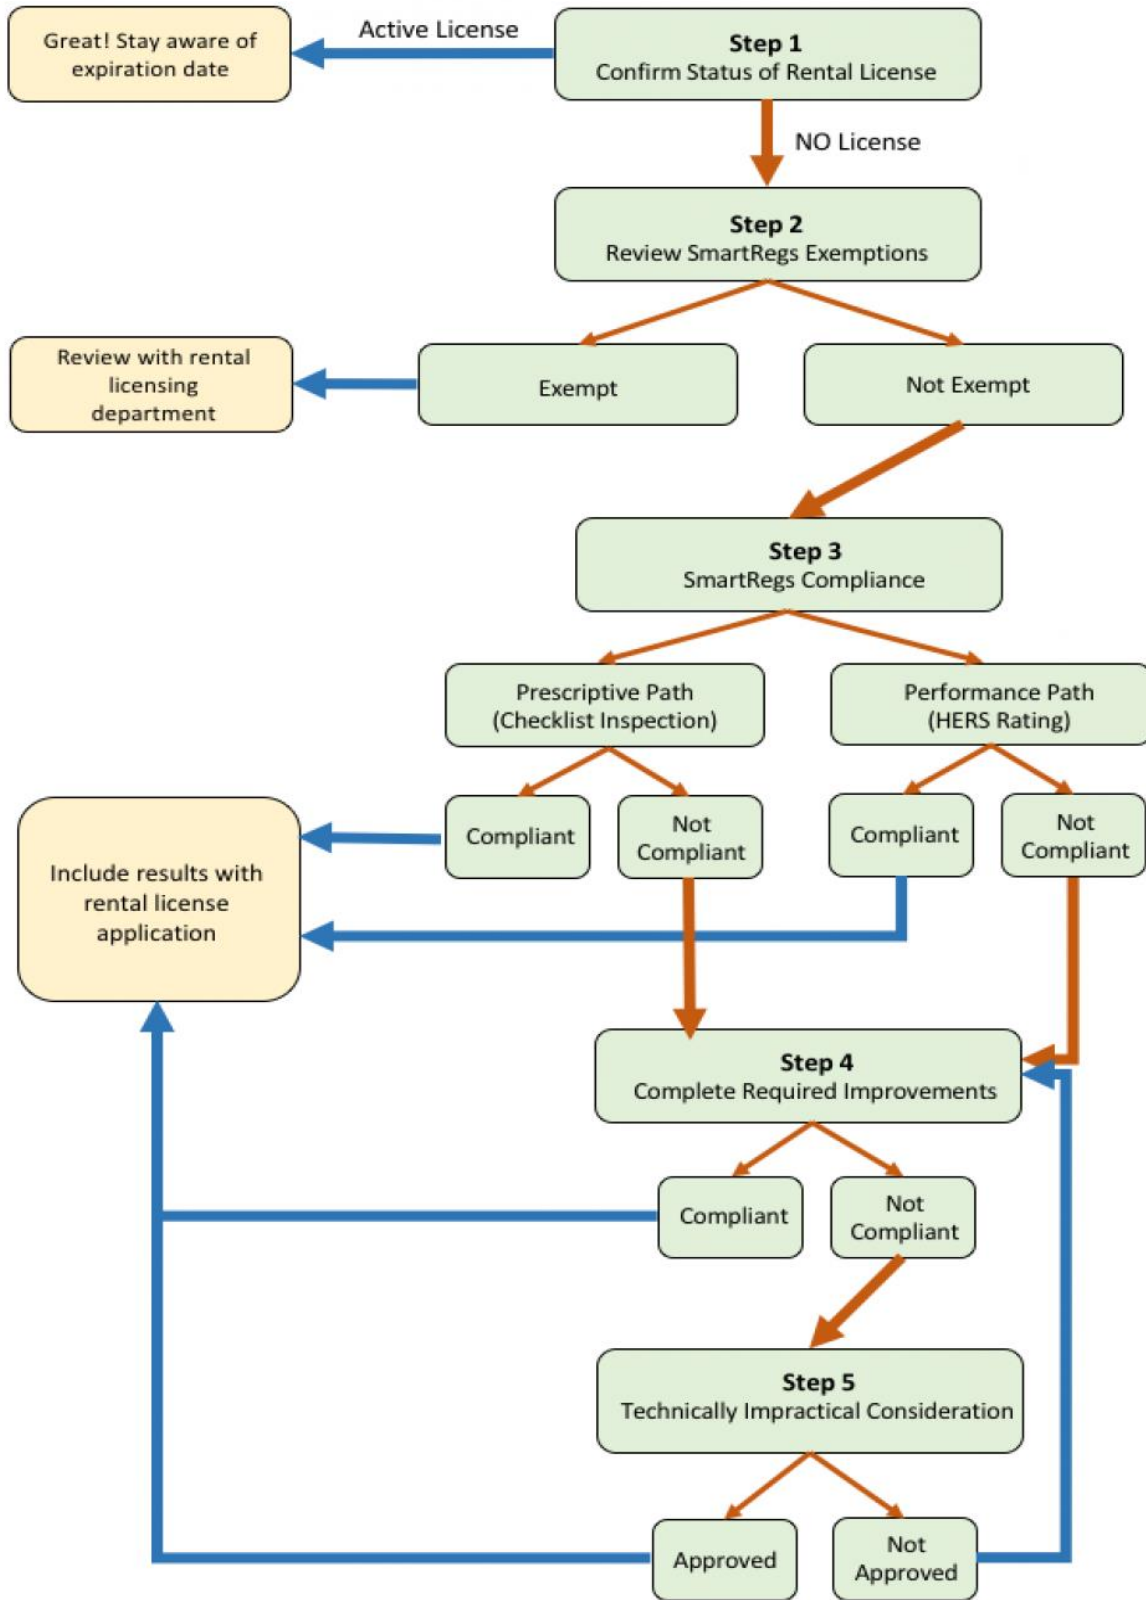 Great! Stay aware of
expiration date
Active License
Step 1
Confirm Status of Rental License
NO License
Step 2
Review SmartRegs Exemptions
Review with rental
licensing
department
Exempt
Not Exempt
Step 3
SmartRegs Compliance
Prescriptive Path
(Checklist Inspection)
Performance Path
(HERS Rating)
Compliant
Not
Compliant
Compliant
Not
Compliant
Include results with
rental license
application
Step 4
Complete Required Improvements
Compliant
Not
Compliant
Step 5
Technically Impractical Consideration
Approved
Not
Approved